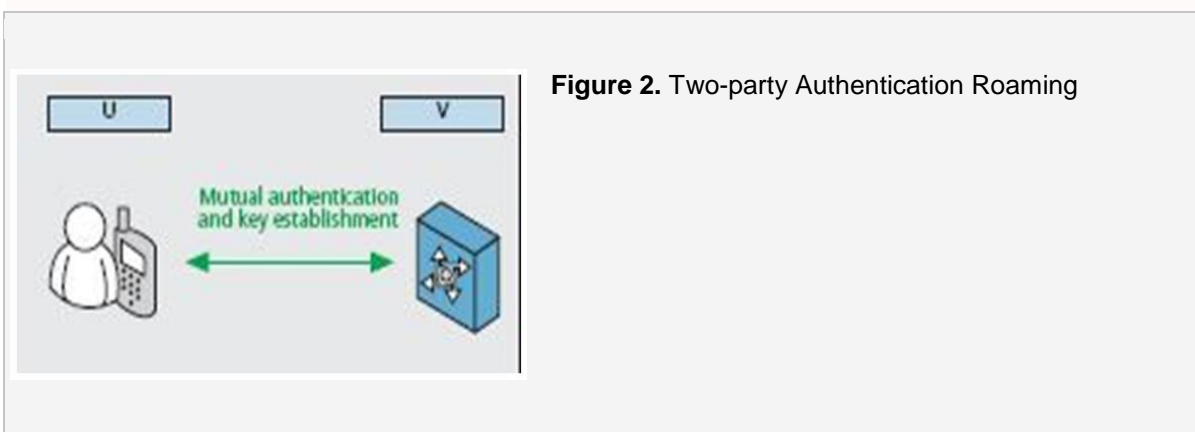 Figure 2. Two-party Authentication Roaming
U
V
Mutual authentication
and key establishment